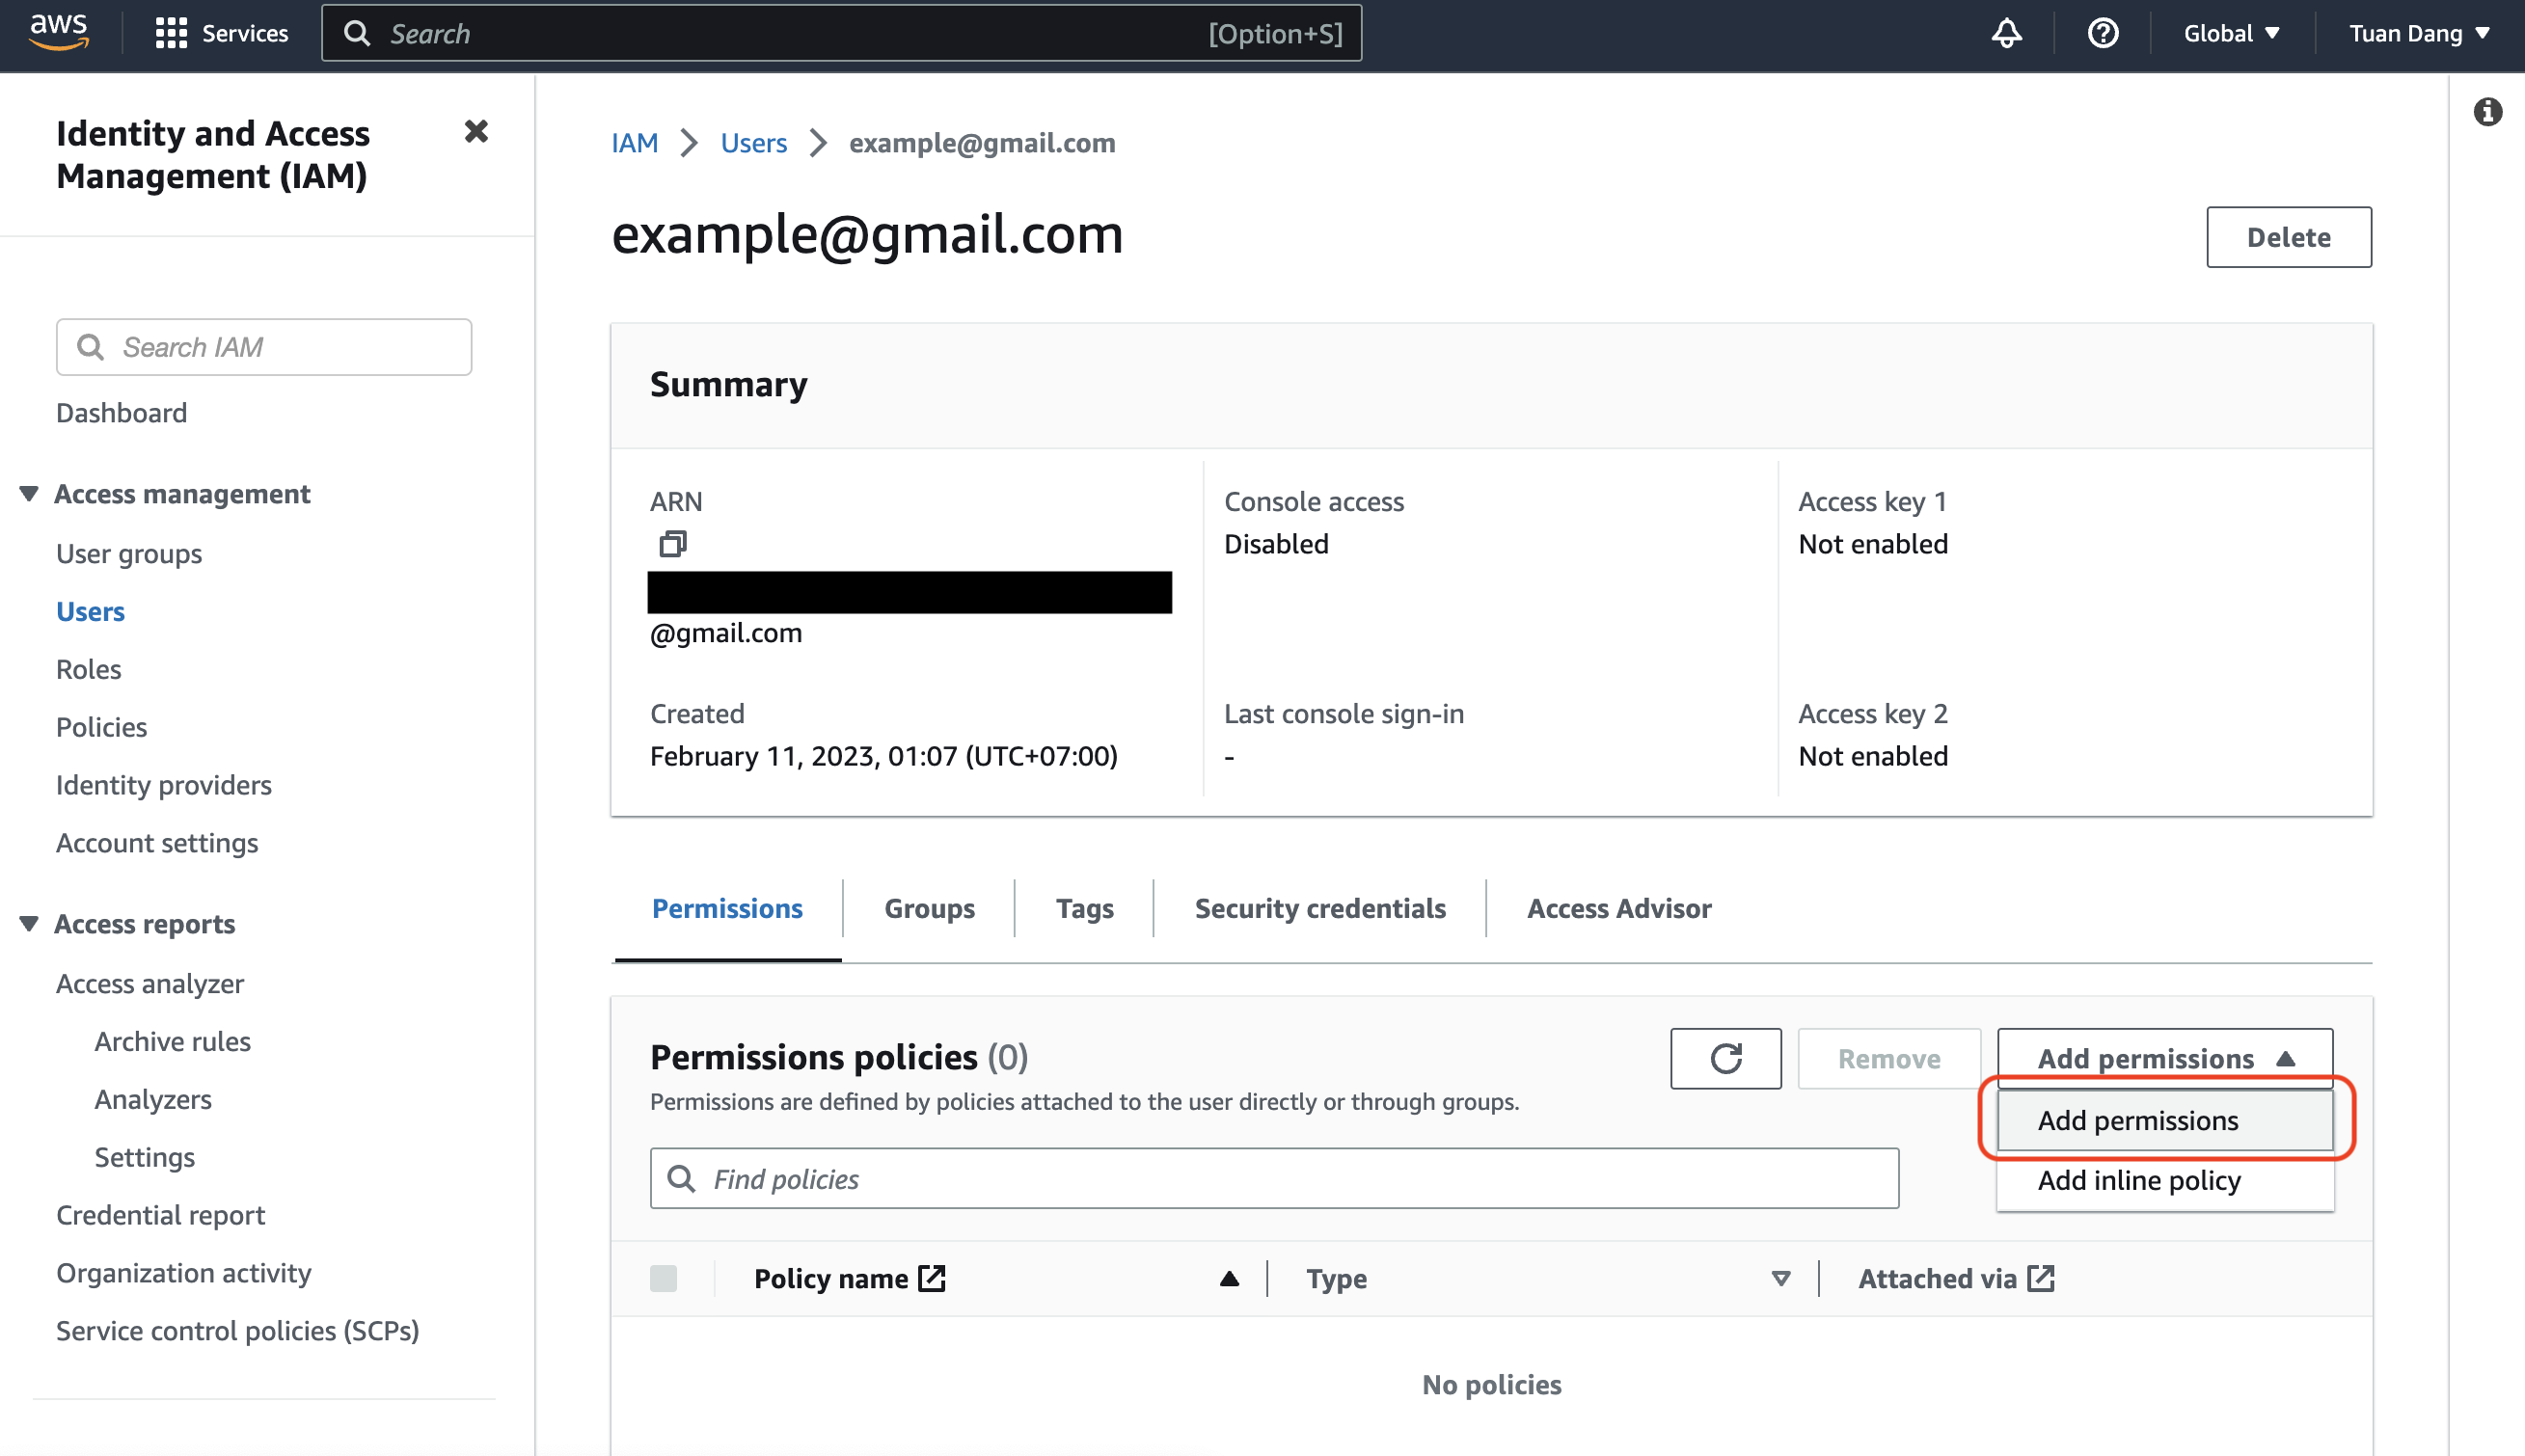 aws
Services
Search
[Option+S]
Global
Tuan Dang
Identity and Access
Management (IAM)
Search IAM
Dashboard
Access management
User groups
Users
Roles
Policies
Identity providers
Account settings
Access reports
Access analyzer
Archive rules
Analyzers
Settings
Credential report
Organization activity
Service control policies (SCPs)
IAM
Users
example@gmail.com
example@gmail.com
Delete
Summary
ARN
@gmail.com
Console access
Disabled
Access key 1
Not enabled
Created
February 11, 2023, 01:07 (UTC+07:00)
Last console sign-in
-
Access key 2
Not enabled
Permissions
Groups
Tags
Security credentials
Access Advisor
Permissions policies (0)
Permissions are defined by policies attached to the user directly or through groups.
Remove
Add permissions
Add permissions
Add inline policy
Find policies
Policy name
Type
Attached via
No policies